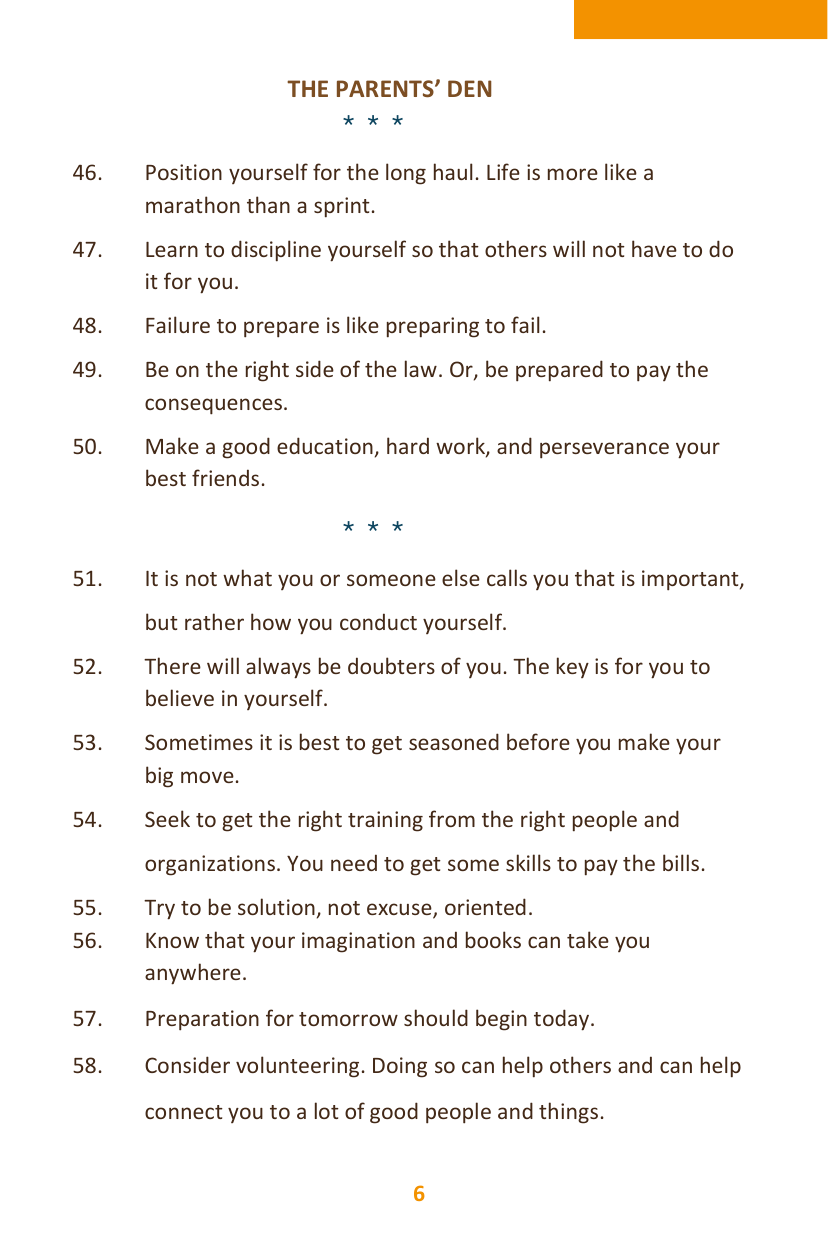 THE PARENTS’ DEN
* * *
46. Position yourself for the long haul. Life is more like a
marathon than a sprint.
47. Learn to discipline yourself so that others will not have to do
it for you.
48. Failure to prepare is like preparing to fail.
49. Be on the right side of the law. Or, be prepared to pay the
consequences.
50. Make a good education, hard work, and perseverance your
best friends.
* * *
51. It is not what you or someone else calls you that is important,
but rather how you conduct yourself.
52. There will always be doubters of you. The key is for you to
believe in yourself.
53. Sometimes it is best to get seasoned before you make your
big move.
54. Seek to get the right training from the right people and
organizations. You need to get some skills to pay the bills.
55. Try to be solution, not excuse, oriented.
56. Know that your imagination and books can take you
anywhere.
57. Preparation for tomorrow should begin today.
58. Consider volunteering. Doing so can help others and can help
connect you to a lot of good people and things.
6